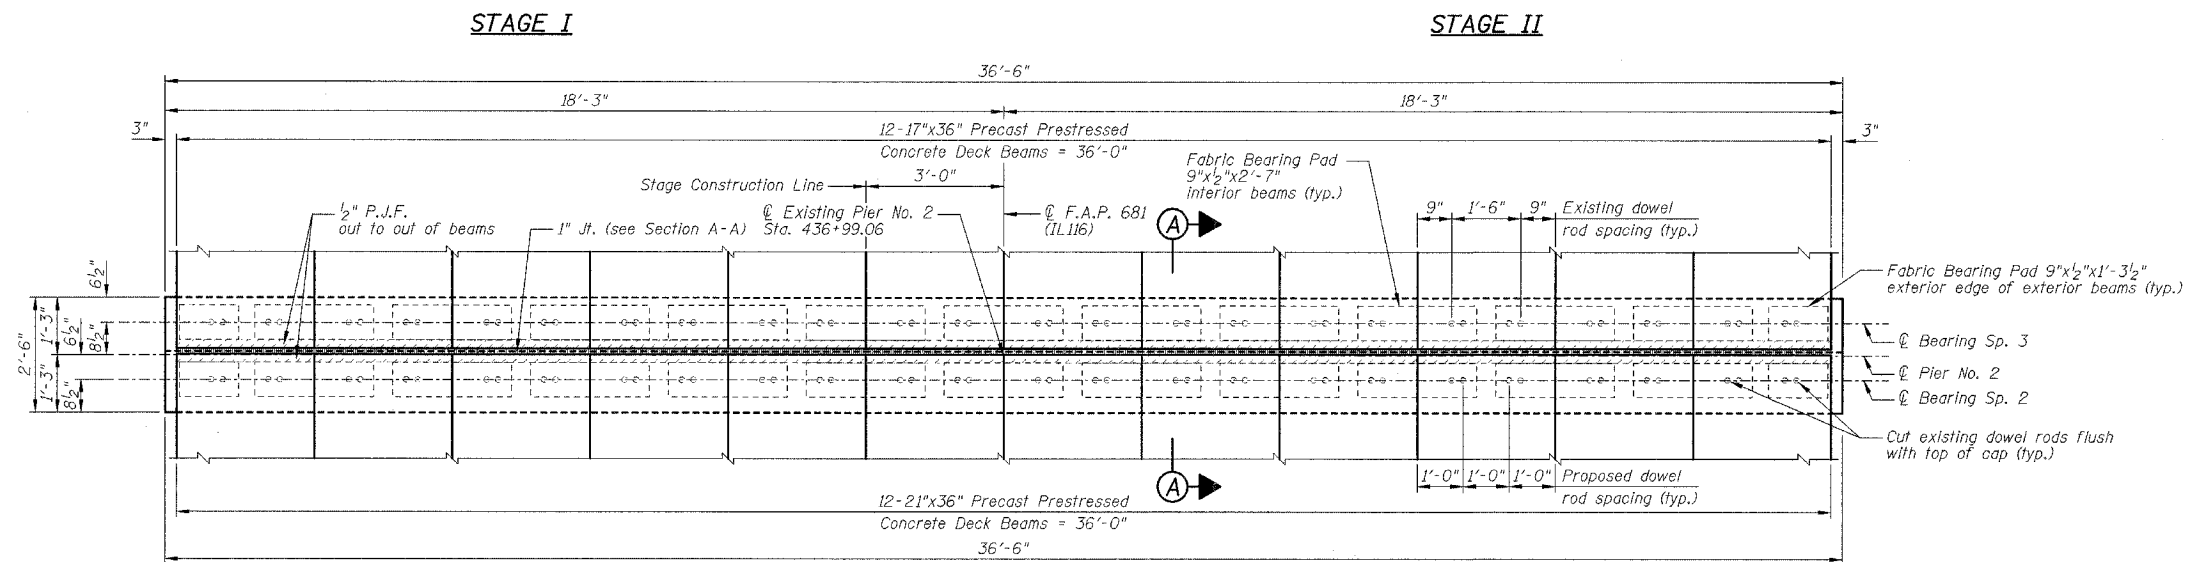 STAGE I
STAGE II
36'-6"
18'-3"
18'-3"
3"
12-17"x36" Precast Prestressed
Concrete Deck Beams = 36'-0"
3"
Stage Construction Line
3'-0"
Fabric Bearing Pad
9"x½"x2'-7"
interior beams (typ.)
½" P.J.F.
out to out of beams
1" Jt. (see Section A-A)
℄ Existing Pier No. 2
Sta. 436+99.06
℄ F.A.P. 681
(IL116)
A
9"
1'-6"
9"
Existing dowel
rod spacing (typ.)
Fabric Bearing Pad 9"x½"x1'-3½"
exterior edge of exterior beams (typ.)
6½"
2'-6"
1'-3"
6½"
8½"
1'-3"
8½"
℄ Bearing Sp. 3
℄ Pier No. 2
℄ Bearing Sp. 2
Cut existing dowel rods flush
with top of cap (typ.)
A
1'-0"
1'-0"
1'-0"
Proposed dowel
rod spacing (typ.)
12-21"x36" Precast Prestressed
Concrete Deck Beams = 36'-0"
36'-6"